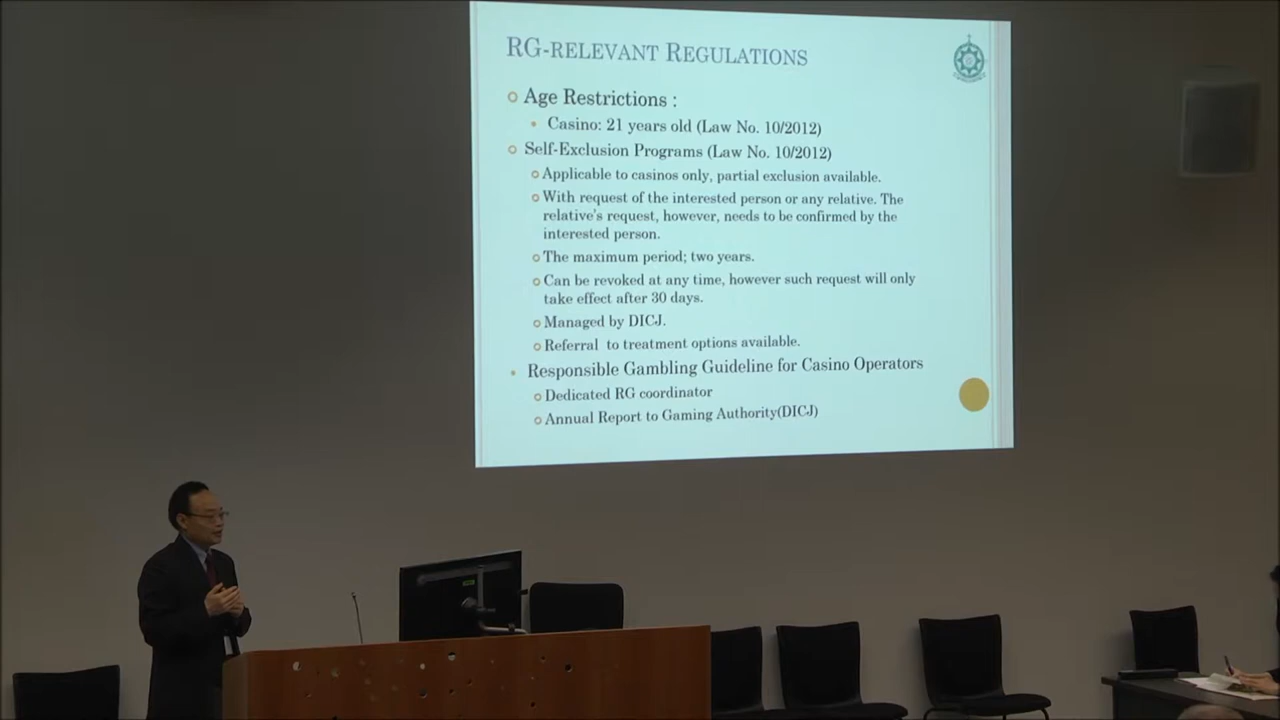 RG-RELEVANT REGULATIONS
Age Restrictions :
Casino: 21 years old (Law No. 10/2012)
Self-Exclusion Programs (Law No. 10/2012)
Applicable to casinos only, partial exclusion available.
With request of the interested person or any relative. The
relative's request, however, needs to be confirmed by the
interested person.
The maximum period; two years.
Can be revoked at any time, however such request will only
take effect after 30 days.
Managed by DICJ.
Referral to treatment options available.
Responsible Gambling Guideline for Casino Operators
Dedicated RG coordinator
Annual Report to Gaming Authority(DICJ)